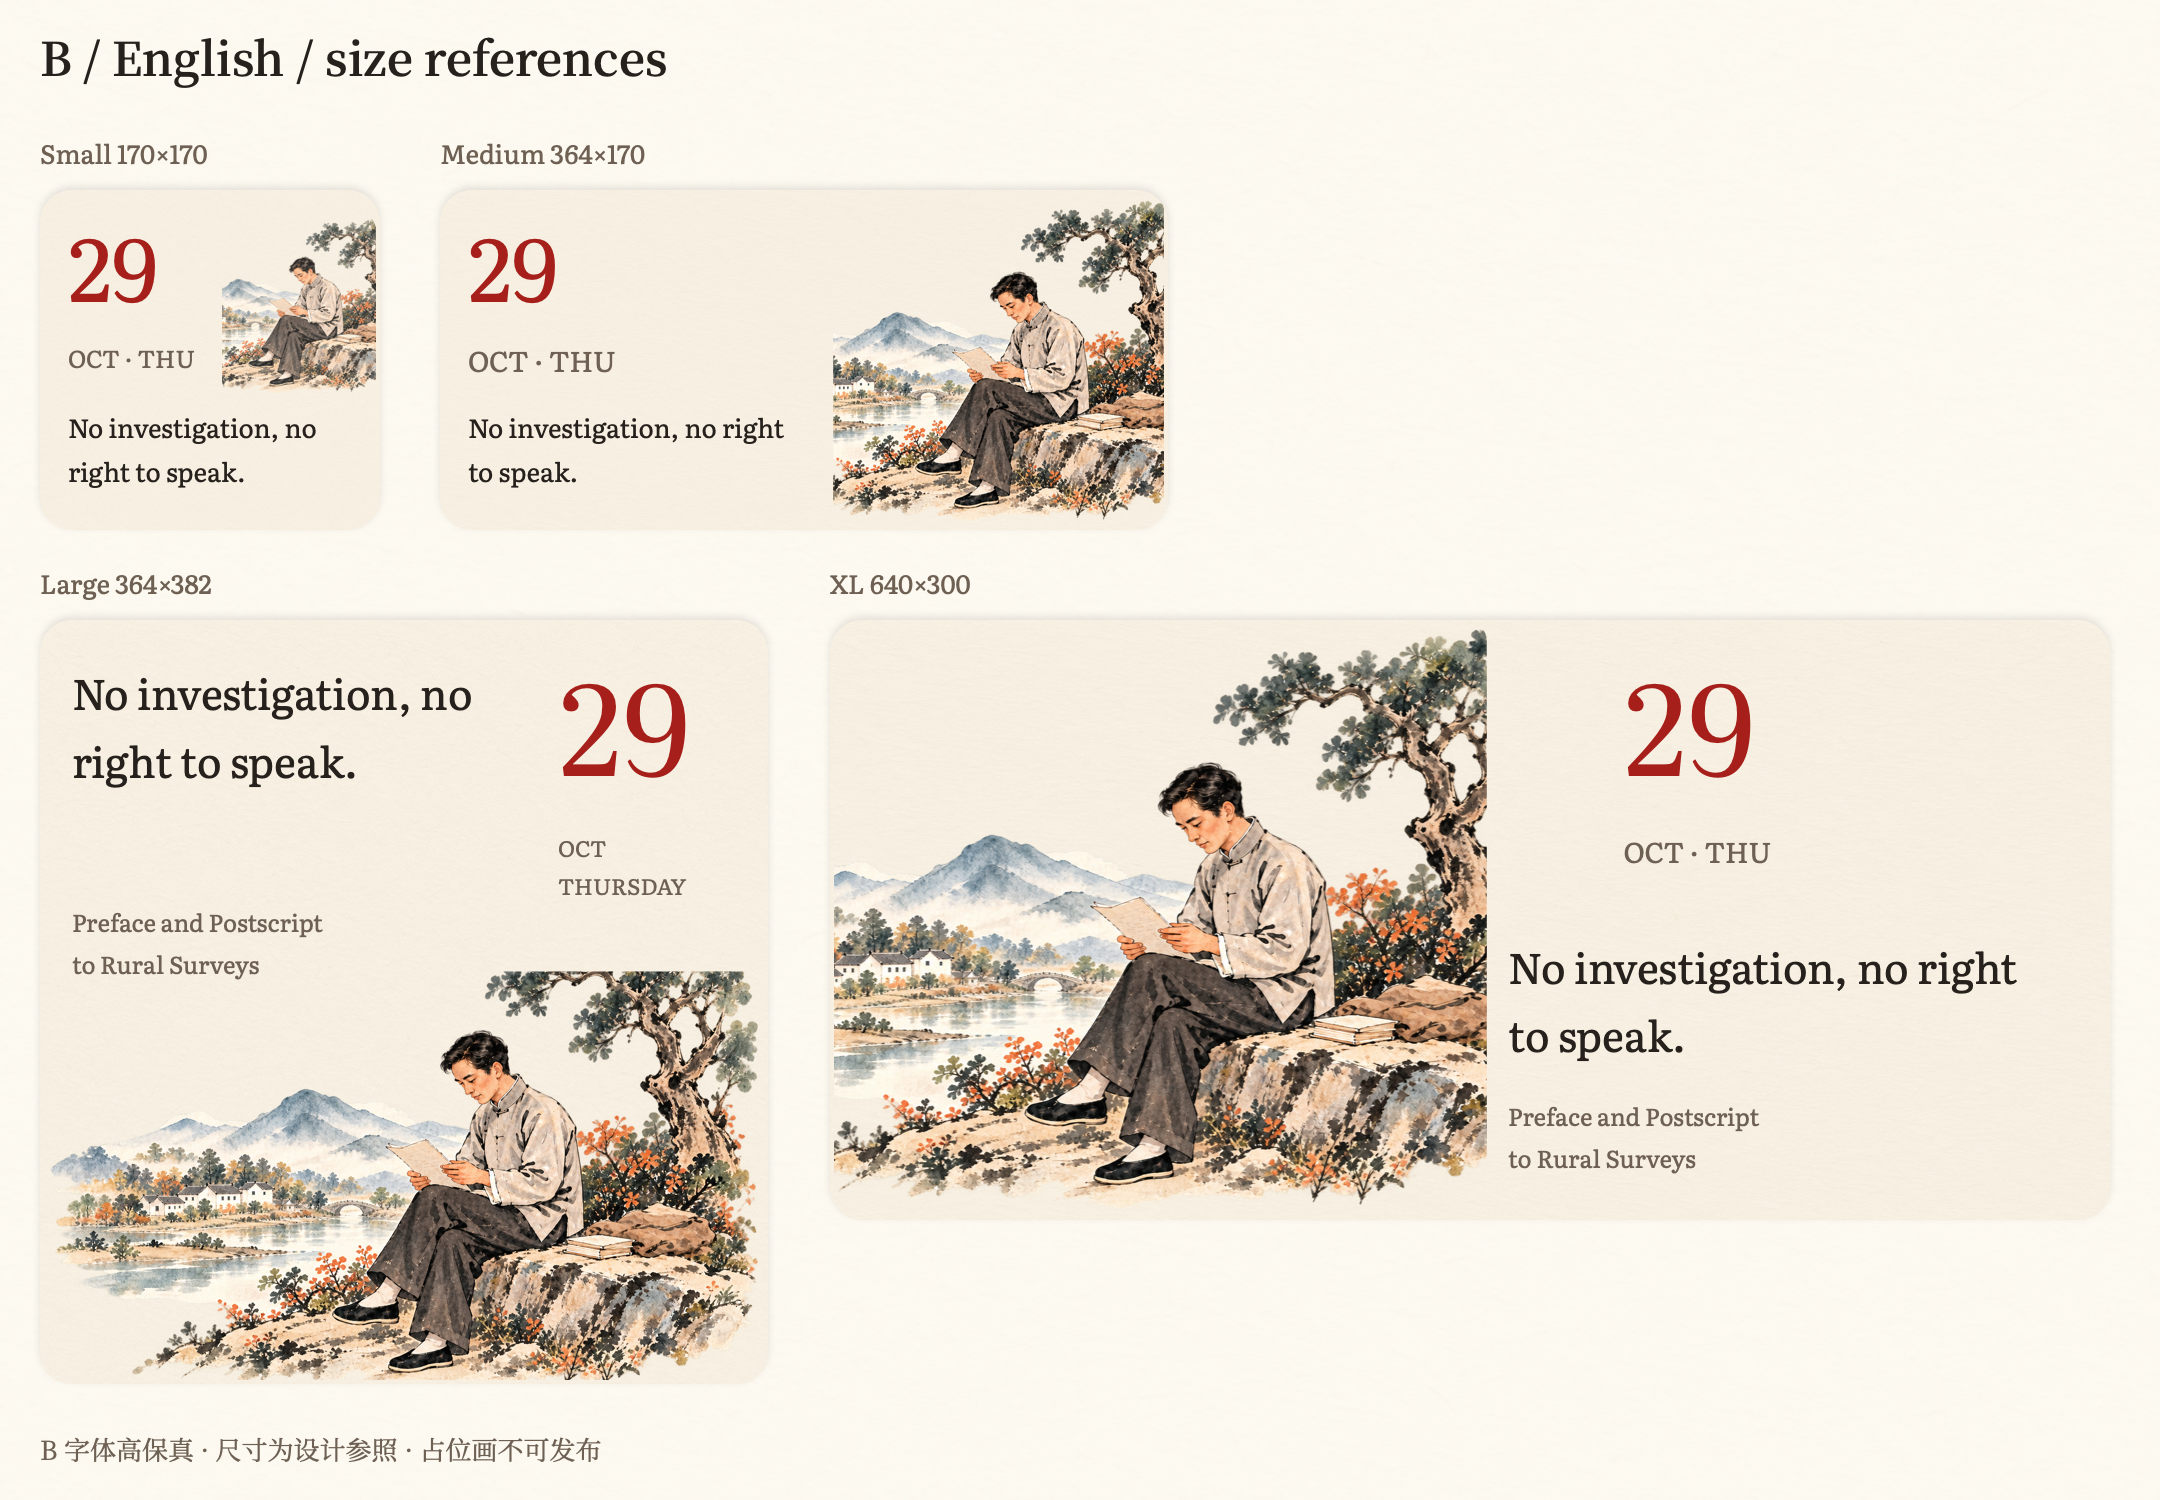 B / English / size references
Small 170×170
29
OCT · THU
No investigation, no
right to speak.
Medium 364×170
29
OCT · THU
No investigation, no right
to speak.
Large 364×382
No investigation, no
right to speak.
29
OCT
THURSDAY
Preface and Postscript
to Rural Surveys
XL 640×300
29
OCT · THU
No investigation, no right
to speak.
Preface and Postscript
to Rural Surveys
B 字体高保真 · 尺寸为设计参照 · 占位画不可发布